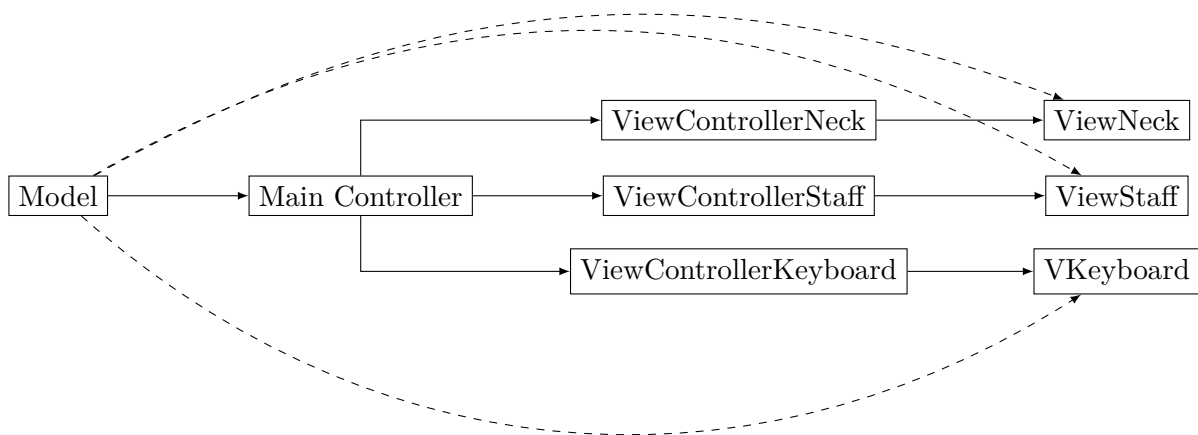 ViewControllerNeck
ViewNeck
Model
Main Controller
ViewControllerStaff
ViewStaff
ViewControllerKeyboard
VKeyboard